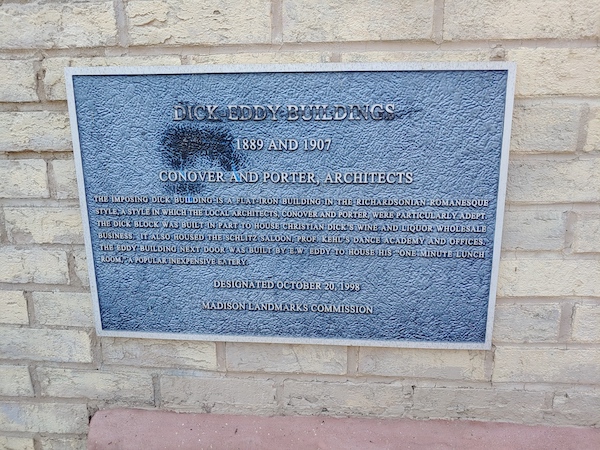 DICK EDDY BUILDINGS
1889 AND 1907
CONOVER AND PORTER, ARCHITECTS
THE IMPOSING DICK BUILDING IS A FLAT-IRON BUILDING IN THE RICHARDSONIAN ROMANESQUE
STYLE, A STYLE IN WHICH THE LOCAL ARCHITECTS, CONOVER AND PORTER WERE PARTICULARLY ADEPT.
THE DICK BLOCK WAS BUILT IN PART TO HOUSE CHRISTIAN DICK'S WINE AND LIQUOR WHOLESALE
BUSINESS. IT ALSO HOUSED THE SCHLITZ SALOON, PROF. KEHL'S DANCE ACADEMY AND OFFICES.
THE EDDY BUILDING NEXT DOOR WAS BUILT BY E.W. EDDY TO HOUSE HIS "ONE MINUTE LUNCH
ROOM," A POPULAR INEXPENSIVE EATERY.
DESIGNATED OCTOBER 20, 1998
MADISON LANDMARKS COMMISSION